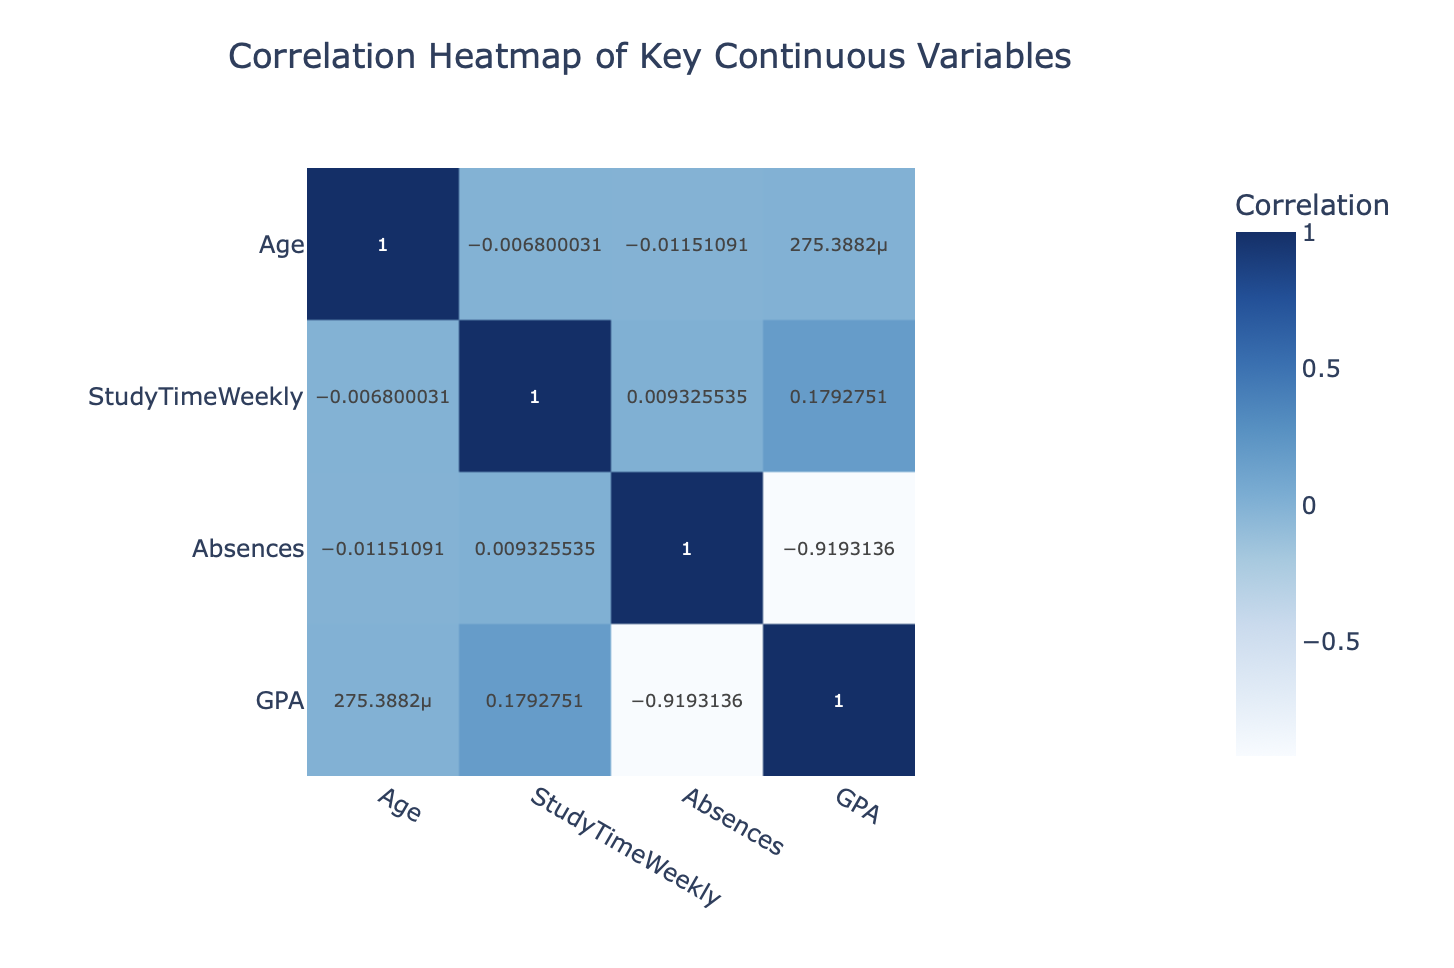 Correlation Heatmap of Key Continuous Variables
Correlation
1
0.5
0
−0.5
Age
1
−0.006800031
−0.01151091
275.3882µ
StudyTimeWeekly
−0.006800031
1
0.009325535
0.1792751
Absences
−0.01151091
0.009325535
1
−0.9193136
GPA
275.3882µ
0.1792751
−0.9193136
1
Age
StudyTimeWeekly
Absences
GPA